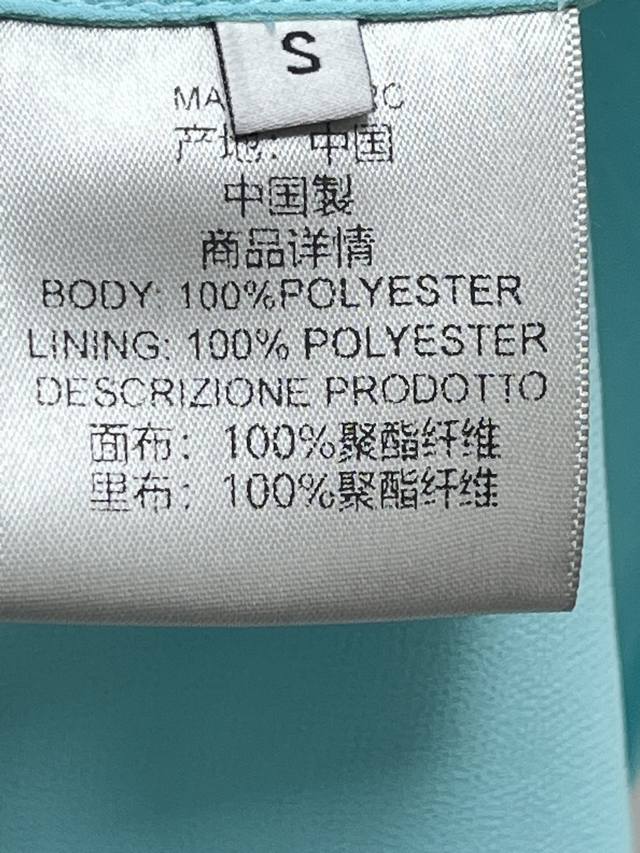 S
产地：中国
中国製
商品详情
BODY: 100%POLYESTER
LINING: 100% POLYESTER
DESCRIZIONE PRODOTTO
面布：100%聚酯纤维
里布：100%聚酯纤维